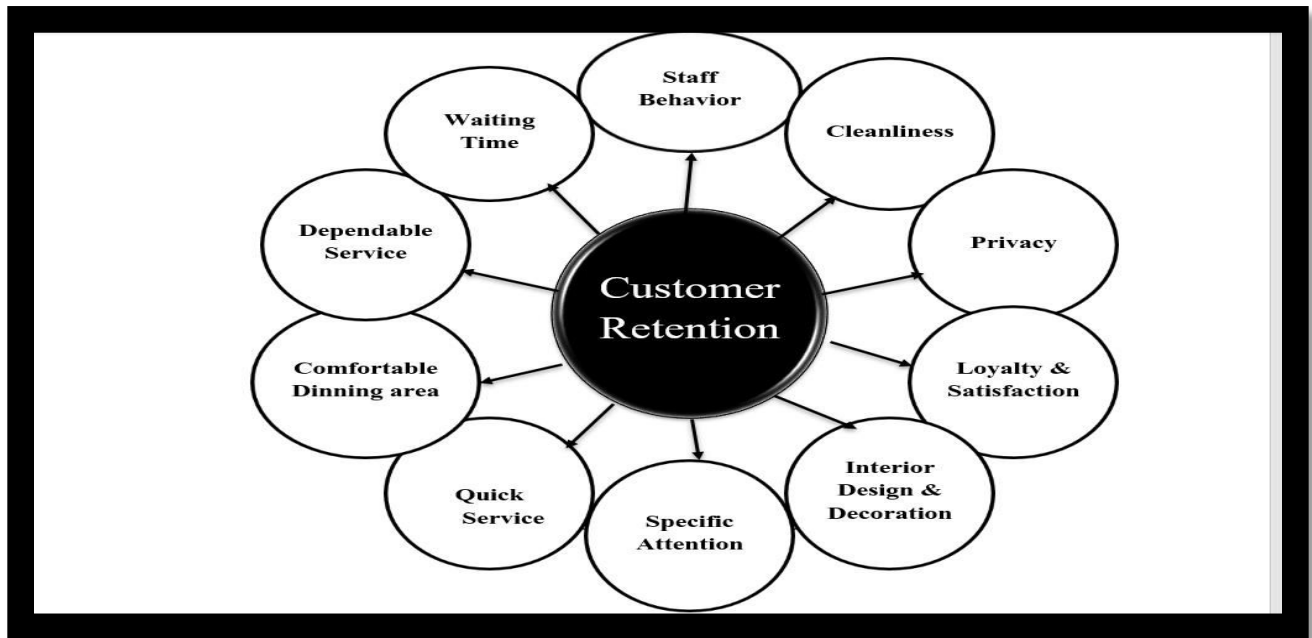 Staff
Behavior
Cleanliness
Privacy
Loyalty &
Satisfaction
Interior
Design &
Decoration
Specific
Attention
Quick
Service
Comfortable
Dinning area
Dependable
Service
Waiting
Time
Customer
Retention